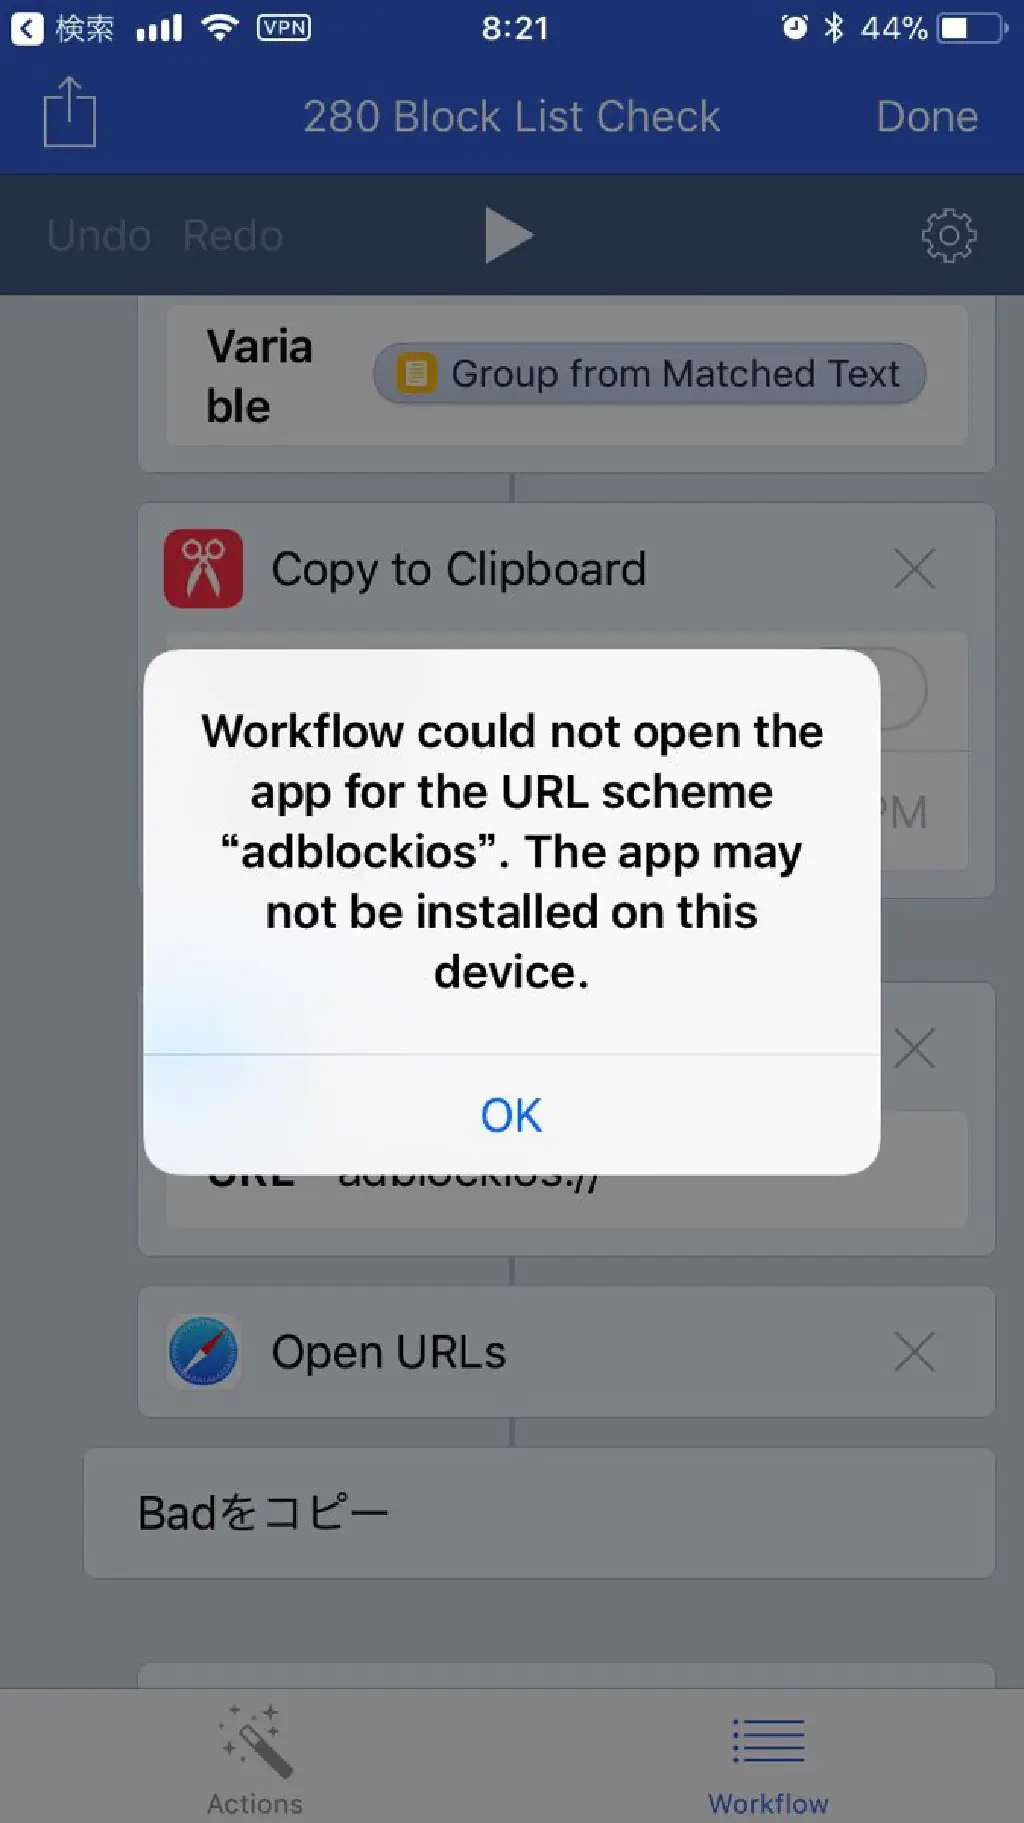 検索 VPN 8:21 44%
280 Block List Check Done
Undo Redo
Varia
ble
Group from Matched Text
Copy to Clipboard
Workflow could not open the
app for the URL scheme
“adblockios”. The app may
not be installed on this
device.
PM
OK
URL adblockios://
Open URLs
Badをコピー
Actions Workflow